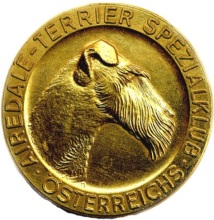 AIREDALE-TERRIER SPEZIALKLUB
· ÖSTERREICHS ·